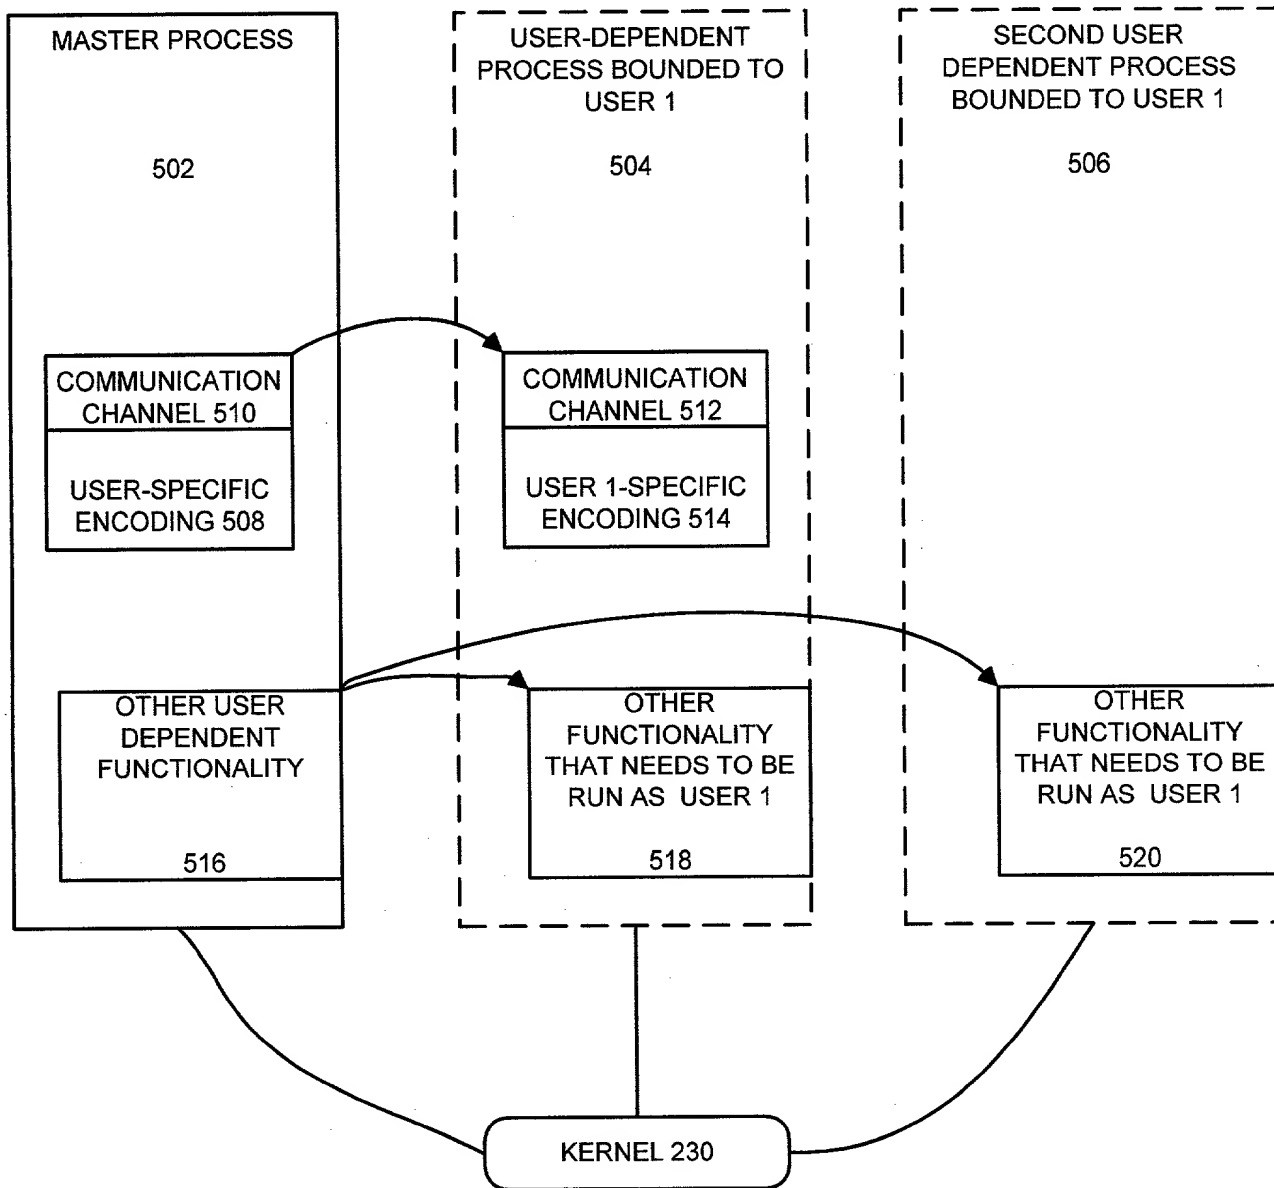 MASTER PROCESS
502
USER-DEPENDENT
PROCESS BOUNDED TO
USER 1
504
SECOND USER
DEPENDENT PROCESS
BOUNDED TO USER 1
506
COMMUNICATION
CHANNEL 510
USER-SPECIFIC
ENCODING 508
COMMUNICATION
CHANNEL 512
USER 1-SPECIFIC
ENCODING 514
OTHER USER
DEPENDENT
FUNCTIONALITY
516
OTHER
FUNCTIONALITY
THAT NEEDS TO BE
RUN AS USER 1
518
OTHER
FUNCTIONALITY
THAT NEEDS TO BE
RUN AS USER 1
520
KERNEL 230